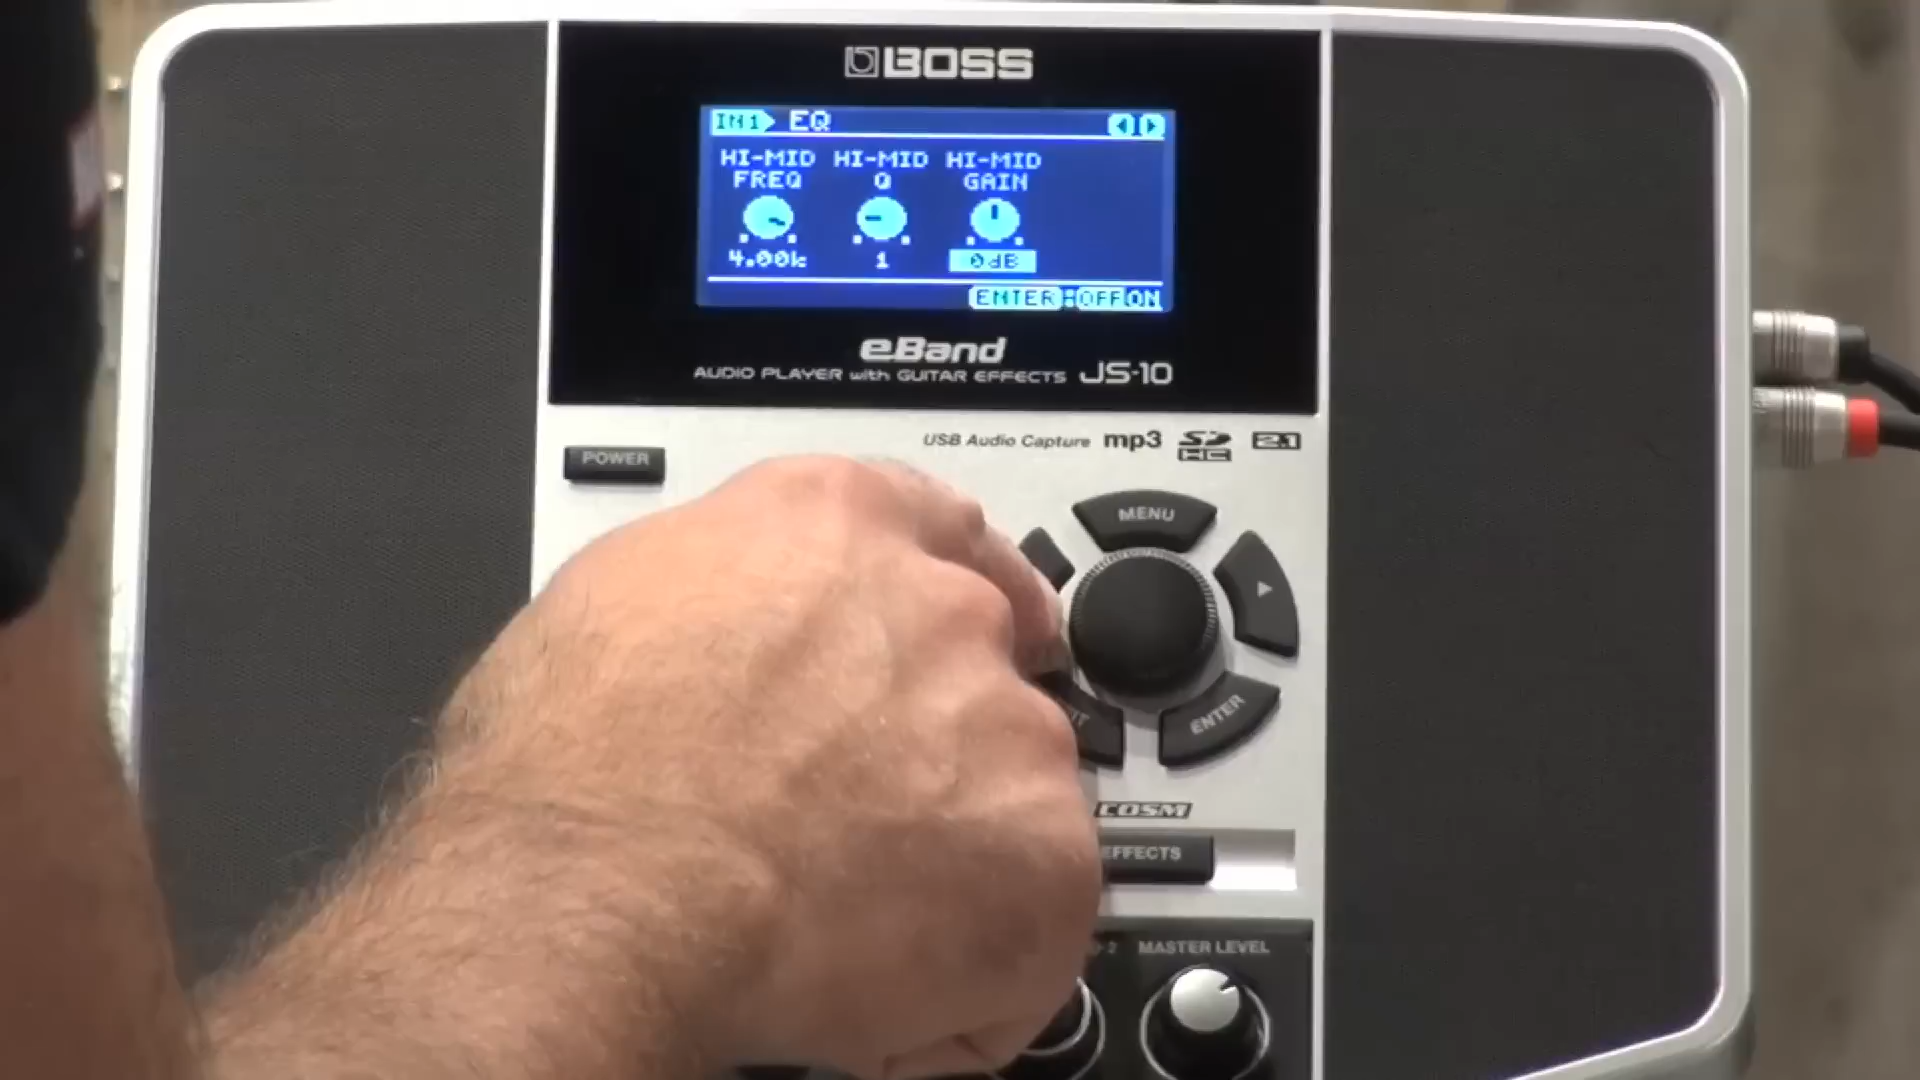 BOSS
IN1 EQ
HI-MID HI-MID HI-MID
FREQ Q GAIN
4.00k 1 0dB
ENTER:OFF ON
eBand
AUDIO PLAYER with GUITAR EFFECTS JS-10
USB Audio Capture mp3 SD HC 2.1
POWER
MENU
ENTER
COSM
EFFECTS
2 MASTER LEVEL